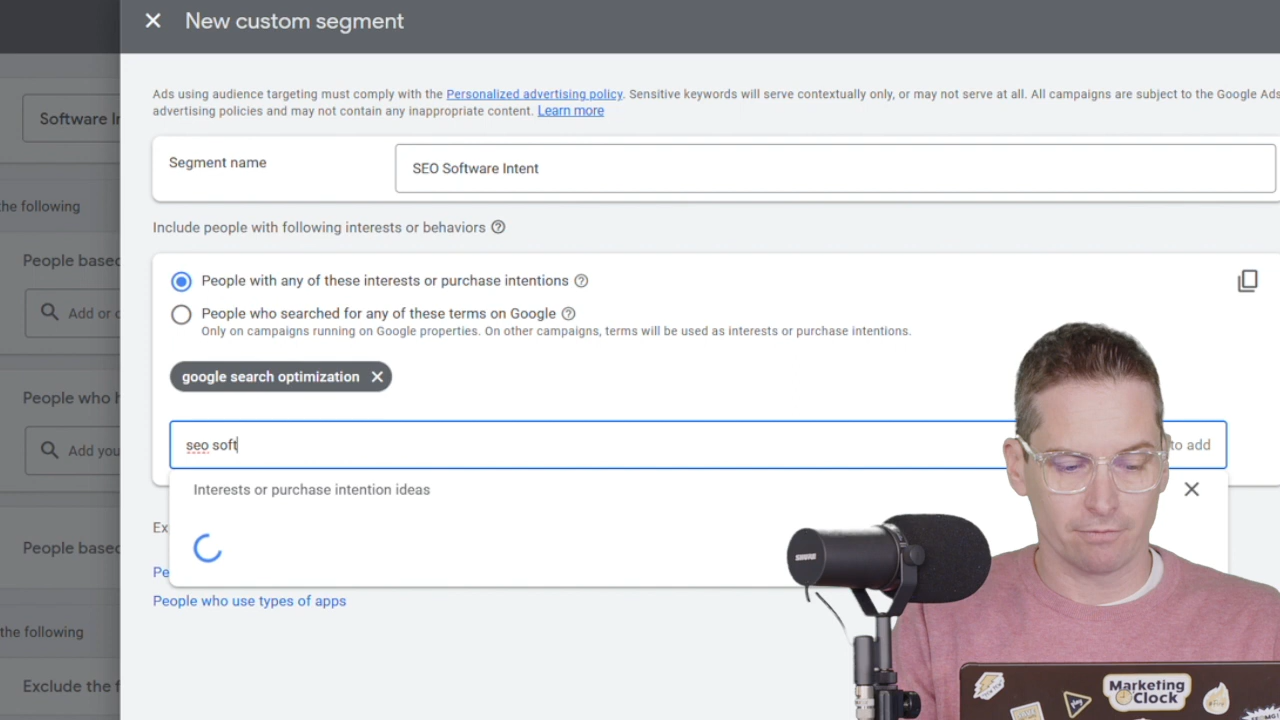 New custom segment
Ads using audience targeting must comply with the Personalized advertising policy. Sensitive keywords will serve contextually only, or may not serve at all. All campaigns are subject to the Google Ads
advertising policies and may not contain any inappropriate content. Learn more
Software I
Segment name
SEO Software Intent
he following
Include people with following interests or behaviors
People based
People with any of these interests or purchase intentions
Add or
People who searched for any of these terms on Google
Only on campaigns running on Google properties. On other campaigns, terms will be used as interests or purchase intentions.
google search optimization
People who h
Add you
seo soft
to add
Interests or purchase intention ideas
Ex
People based
Pe
People who use types of apps
the following
Exclude the f
SHURE
Marketing
Clock